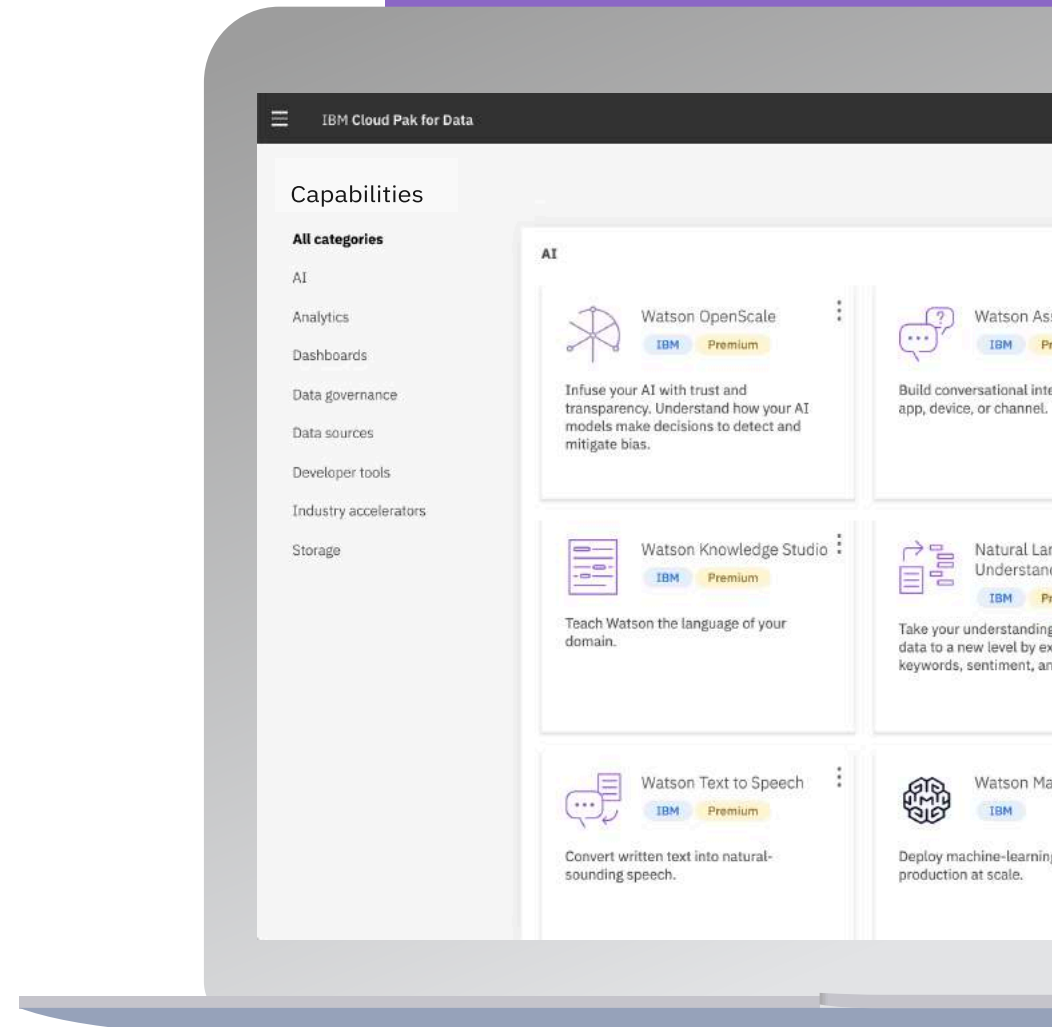 IBM Cloud Pak for Data
Capabilities
All categories
AI
Analytics
Dashboards
Data governance
Data sources
Developer tools
Industry accelerators
Storage
AI
Watson OpenScale
IBM Premium
Infuse your AI with trust and
transparency. Understand how your AI
models make decisions to detect and
mitigate bias.
?
Watson
IBM
Build conversational
app, device, or channel.
Watson Knowledge Studio
IBM Premium
Teach Watson the language of your
domain.
Natural
IBM
Take your understanding
data to a new level by
keywords, sentiment,
Watson Text to Speech
IBM Premium
Convert written text into natural-
sounding speech.
M
Watson
IBM
Deploy machine-learning
production at scale.